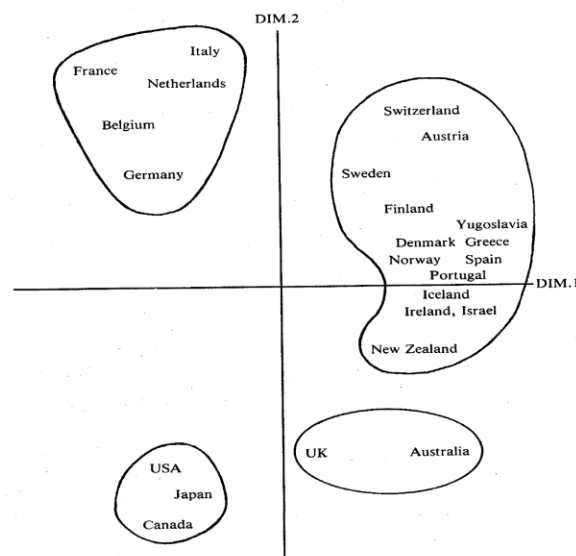 DIM.2
Italy
France
Netherlands
Belgium
Germany
Switzerland
Austria
Sweden
Finland
Yugoslavia
Denmark Greece
Norway Spain
Portugal
DIM.1
Iceland
Ireland, Israel
New Zealand
UK Australia
USA
Japan
Canada